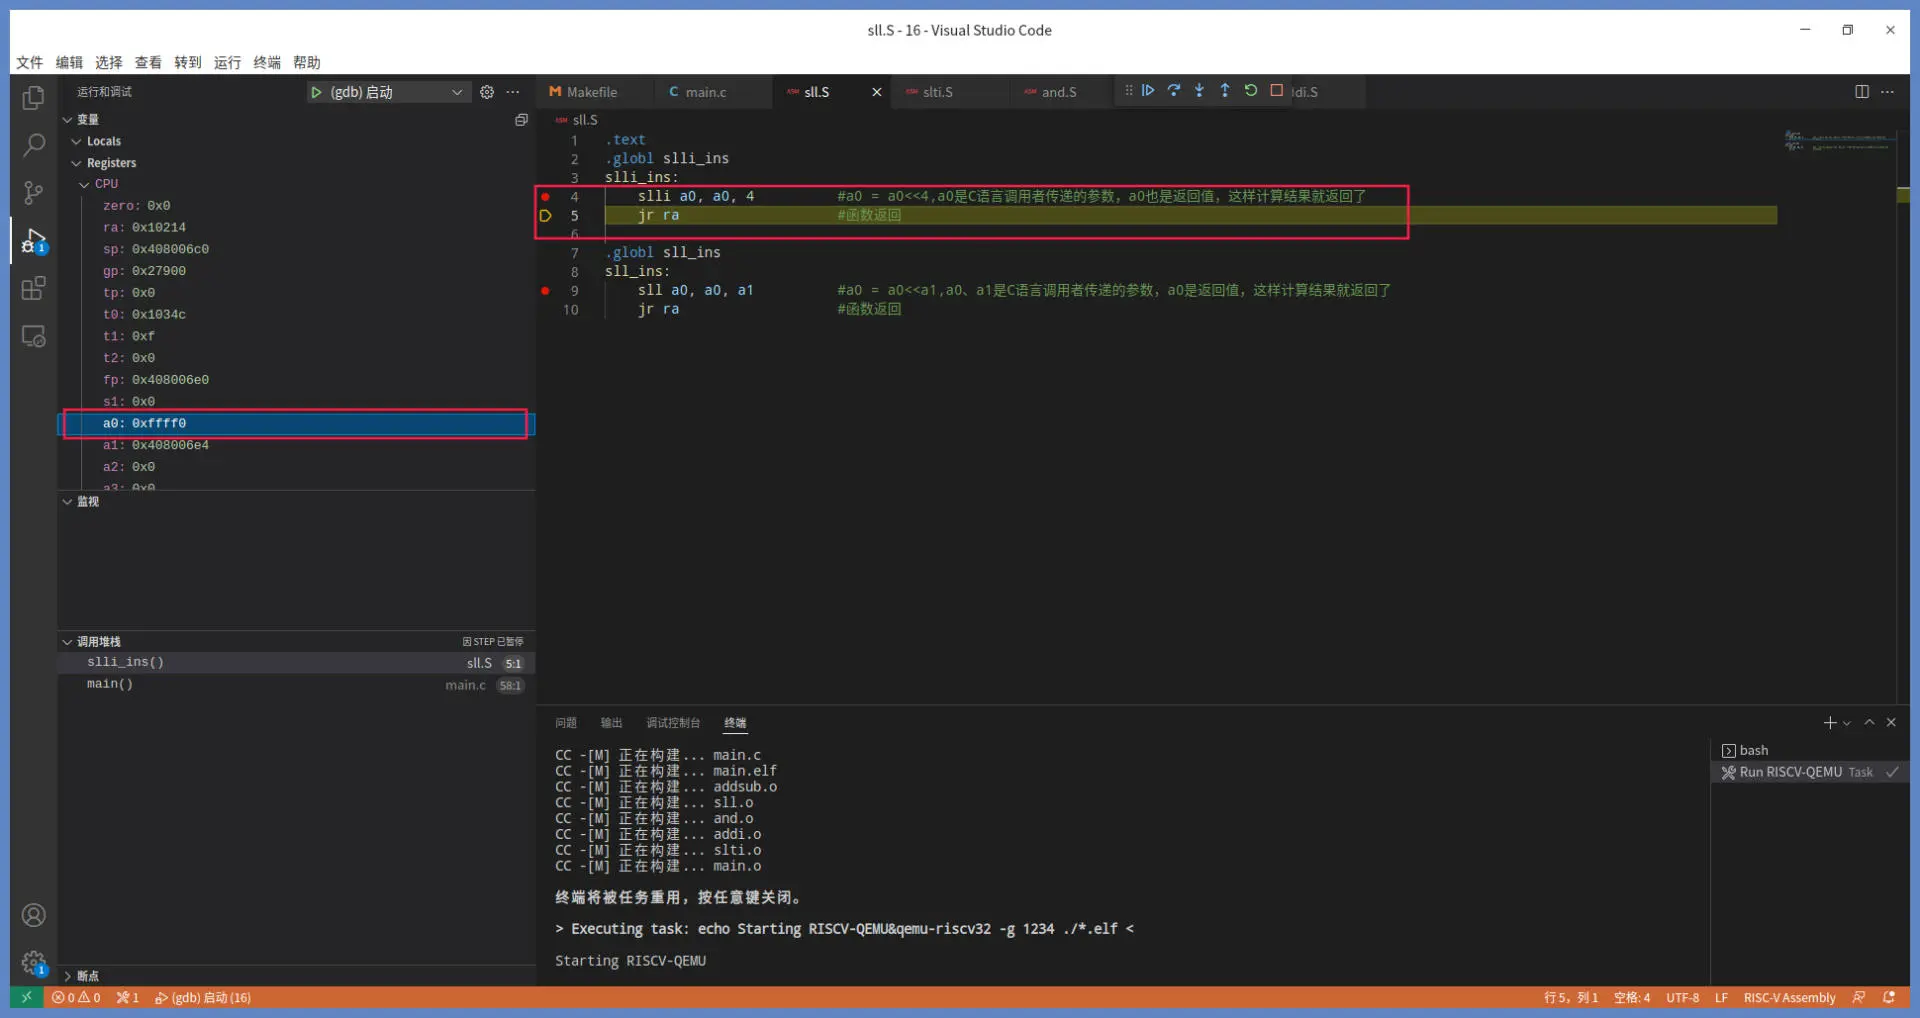 sll.S - 16 - Visual Studio Code
文件 编辑 选择 查看 转到 运行 终端 帮助
运行和调试
(gdb) 启动
Makefile
main.c
sll.S
slti.S
and.S
di.S
变量
Locals
Registers
CPU
zero: 0x0
ra: 0x10214
sp: 0x408006c0
gp: 0x27900
tp: 0x0
t0: 0x1034c
t1: 0xf
t2: 0x0
fp: 0x408006e0
s1: 0x0
a0: 0xffff0
a1: 0x408006e4
a2: 0x0
a3: 0x0
监视
调用堆栈
因 STEP 已暂停
slli_ins() sll.S 5:1
main() main.c 58:1
断点
sll.S
1 .text
2 .globl slli_ins
3 slli_ins:
4 slli a0, a0, 4 #a0 = a0<<4,a0是C语言调用者传递的参数，a0也是返回值，这样计算结果就返回了
5 jr ra #函数返回
6
7 .globl sll_ins
8 sll_ins:
9 sll a0, a0, a1 #a0 = a0<<a1,a0、a1是C语言调用者传递的参数，a0是返回值，这样计算结果就返回了
10 jr ra #函数返回
问题 输出 调试控制台 终端
CC -[M] 正在构建... main.c
CC -[M] 正在构建... main.elf
CC -[M] 正在构建... addsub.o
CC -[M] 正在构建... sll.o
CC -[M] 正在构建... and.o
CC -[M] 正在构建... addi.o
CC -[M] 正在构建... slti.o
CC -[M] 正在构建... main.o
终端将被任务重用，按任意键关闭。
> Executing task: echo Starting RISCV-QEMU&qemu-riscv32 -g 1234 ./*.elf <
Starting RISCV-QEMU
bash
Run RISCV-QEMU Task
1
1
0 0 1 (gdb) 启动 (16)
行 5，列 1 空格: 4 UTF-8 LF RISC-V Assembly